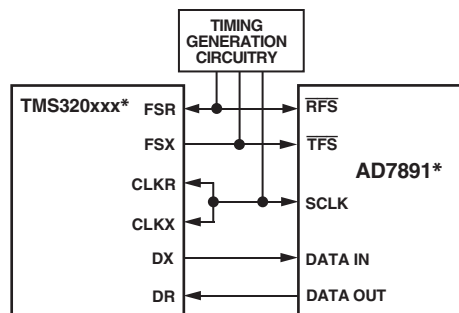 TIMING
GENERATION
CIRCUITRY
TMS320xxx*
AD7891*
FSR
RFS
FSX
TFS
CLKR
SCLK
CLKX
DX
DATA IN
DR
DATA OUT